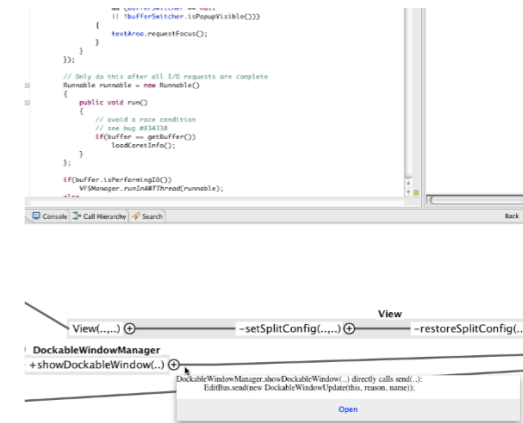 || !bufferSwitcher.isPopupVisible()))
{
textArea.requestFocus();
}
}
});
// Only do this after all I/O requests are complete
Runnable runnable = new Runnable()
{
public void run()
{
// avoid a race condition
// see bug #834338
if(buffer == getBuffer())
loadCaretInfo();
}
};
if(buffer.isPerformingIO())
VFSManager.runInAWTThread(runnable);
else
Console Call Hierarchy Search Back
View
View(..,..) -setSplitConfig(..,..) -restoreSplitConfig(..
DockableWindowManager
+showDockableWindow(..)
DockableWindowManager.showDockableWindow(..) directly calls send(..):
EditBus.send(new DockableWindowUpdate(this, reason, name));
Open